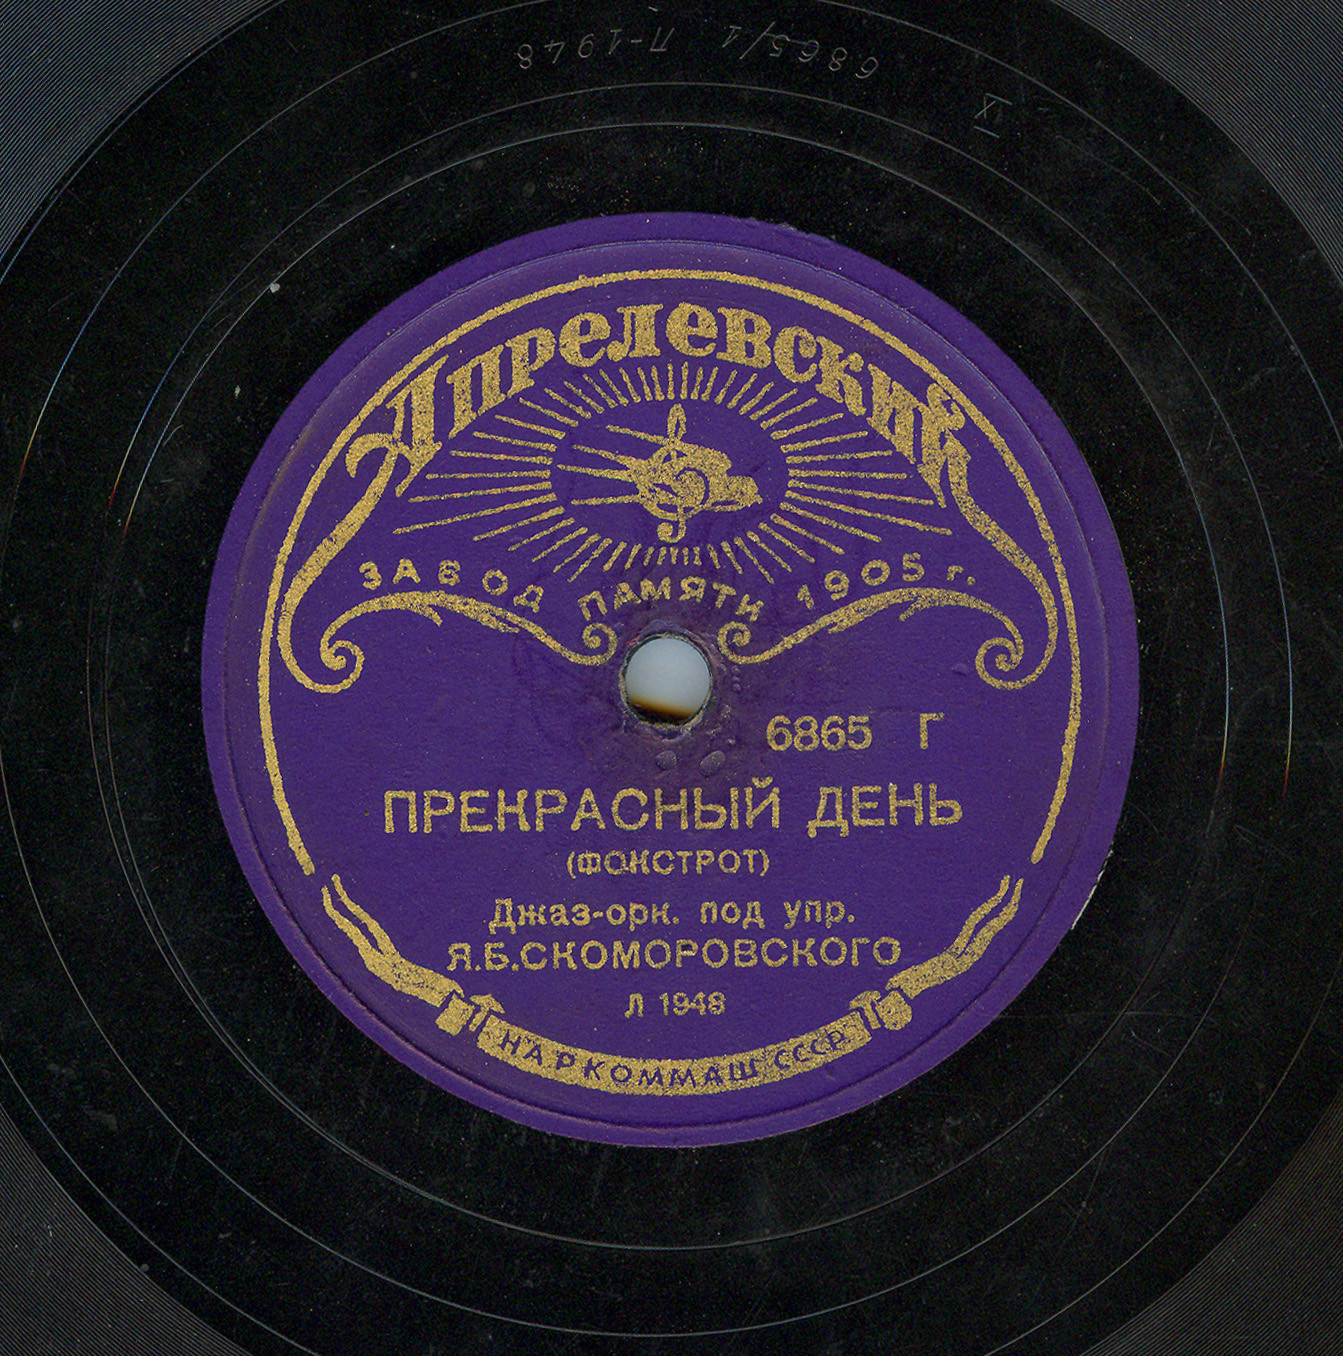 6865/1 Л-1948
IX
Апрелевский
ЗАВОД ПАМЯТИ 1905 г.
6865 Г
ПРЕКРАСНЫЙ ДЕНЬ
(ФОКСТРОТ)
Джаз-орк. под упр.
Я.Б.СКОМОРОВСКОГО
Л 1948
НАРКОММАШ СССР